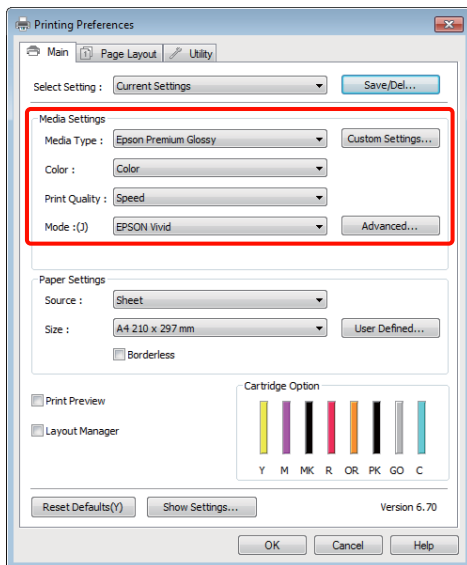 Printing Preferences
Main Page Layout Utility
Select Setting : Current Settings Save/Del...
Media Settings
Media Type : Epson Premium Glossy Custom Settings...
Color : Color
Print Quality : Speed
Mode :(J) EPSON Vivid Advanced...
Paper Settings
Source : Sheet
Size : A4 210 x 297 mm User Defined...
Borderless
Cartridge Option
Print Preview
Layout Manager
Y M MK R OR PK GO C
Reset Defaults(Y) Show Settings... Version 6.70
OK Cancel Help